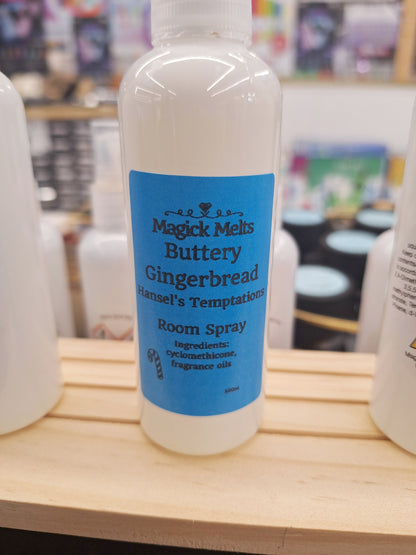 Magick Melts
Buttery
Gingerbread
Hansel's Temptations
Room Spray
Ingredients:
cyclomethicone,
fragrance oils